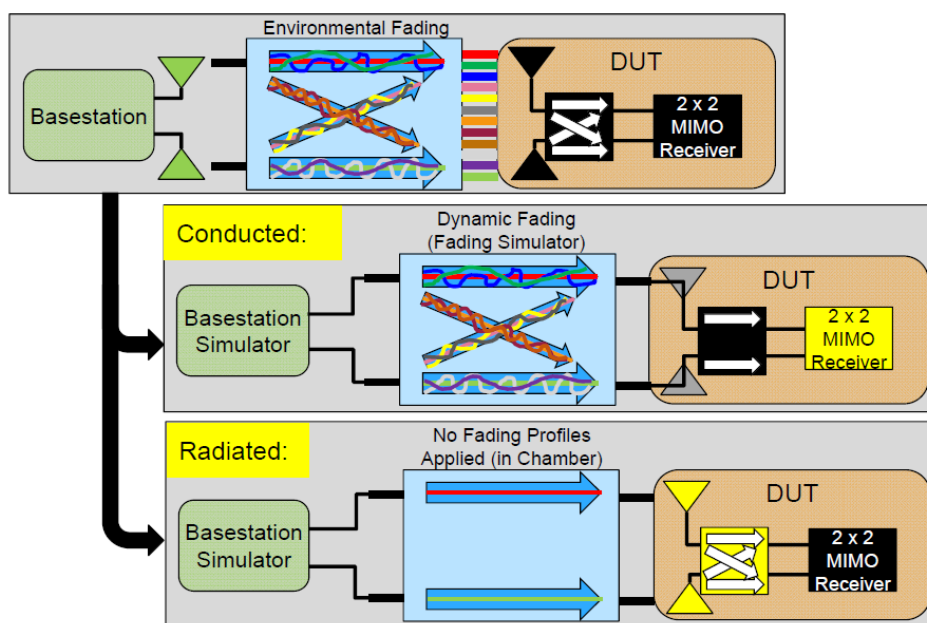 Environmental Fading
Basestation
DUT
2 x 2
MIMO
Receiver
Conducted:
Dynamic Fading
(Fading Simulator)
Basestation
Simulator
DUT
2 x 2
MIMO
Receiver
Radiated:
No Fading Profiles
Applied (in Chamber)
Basestation
Simulator
DUT
2 x 2
MIMO
Receiver